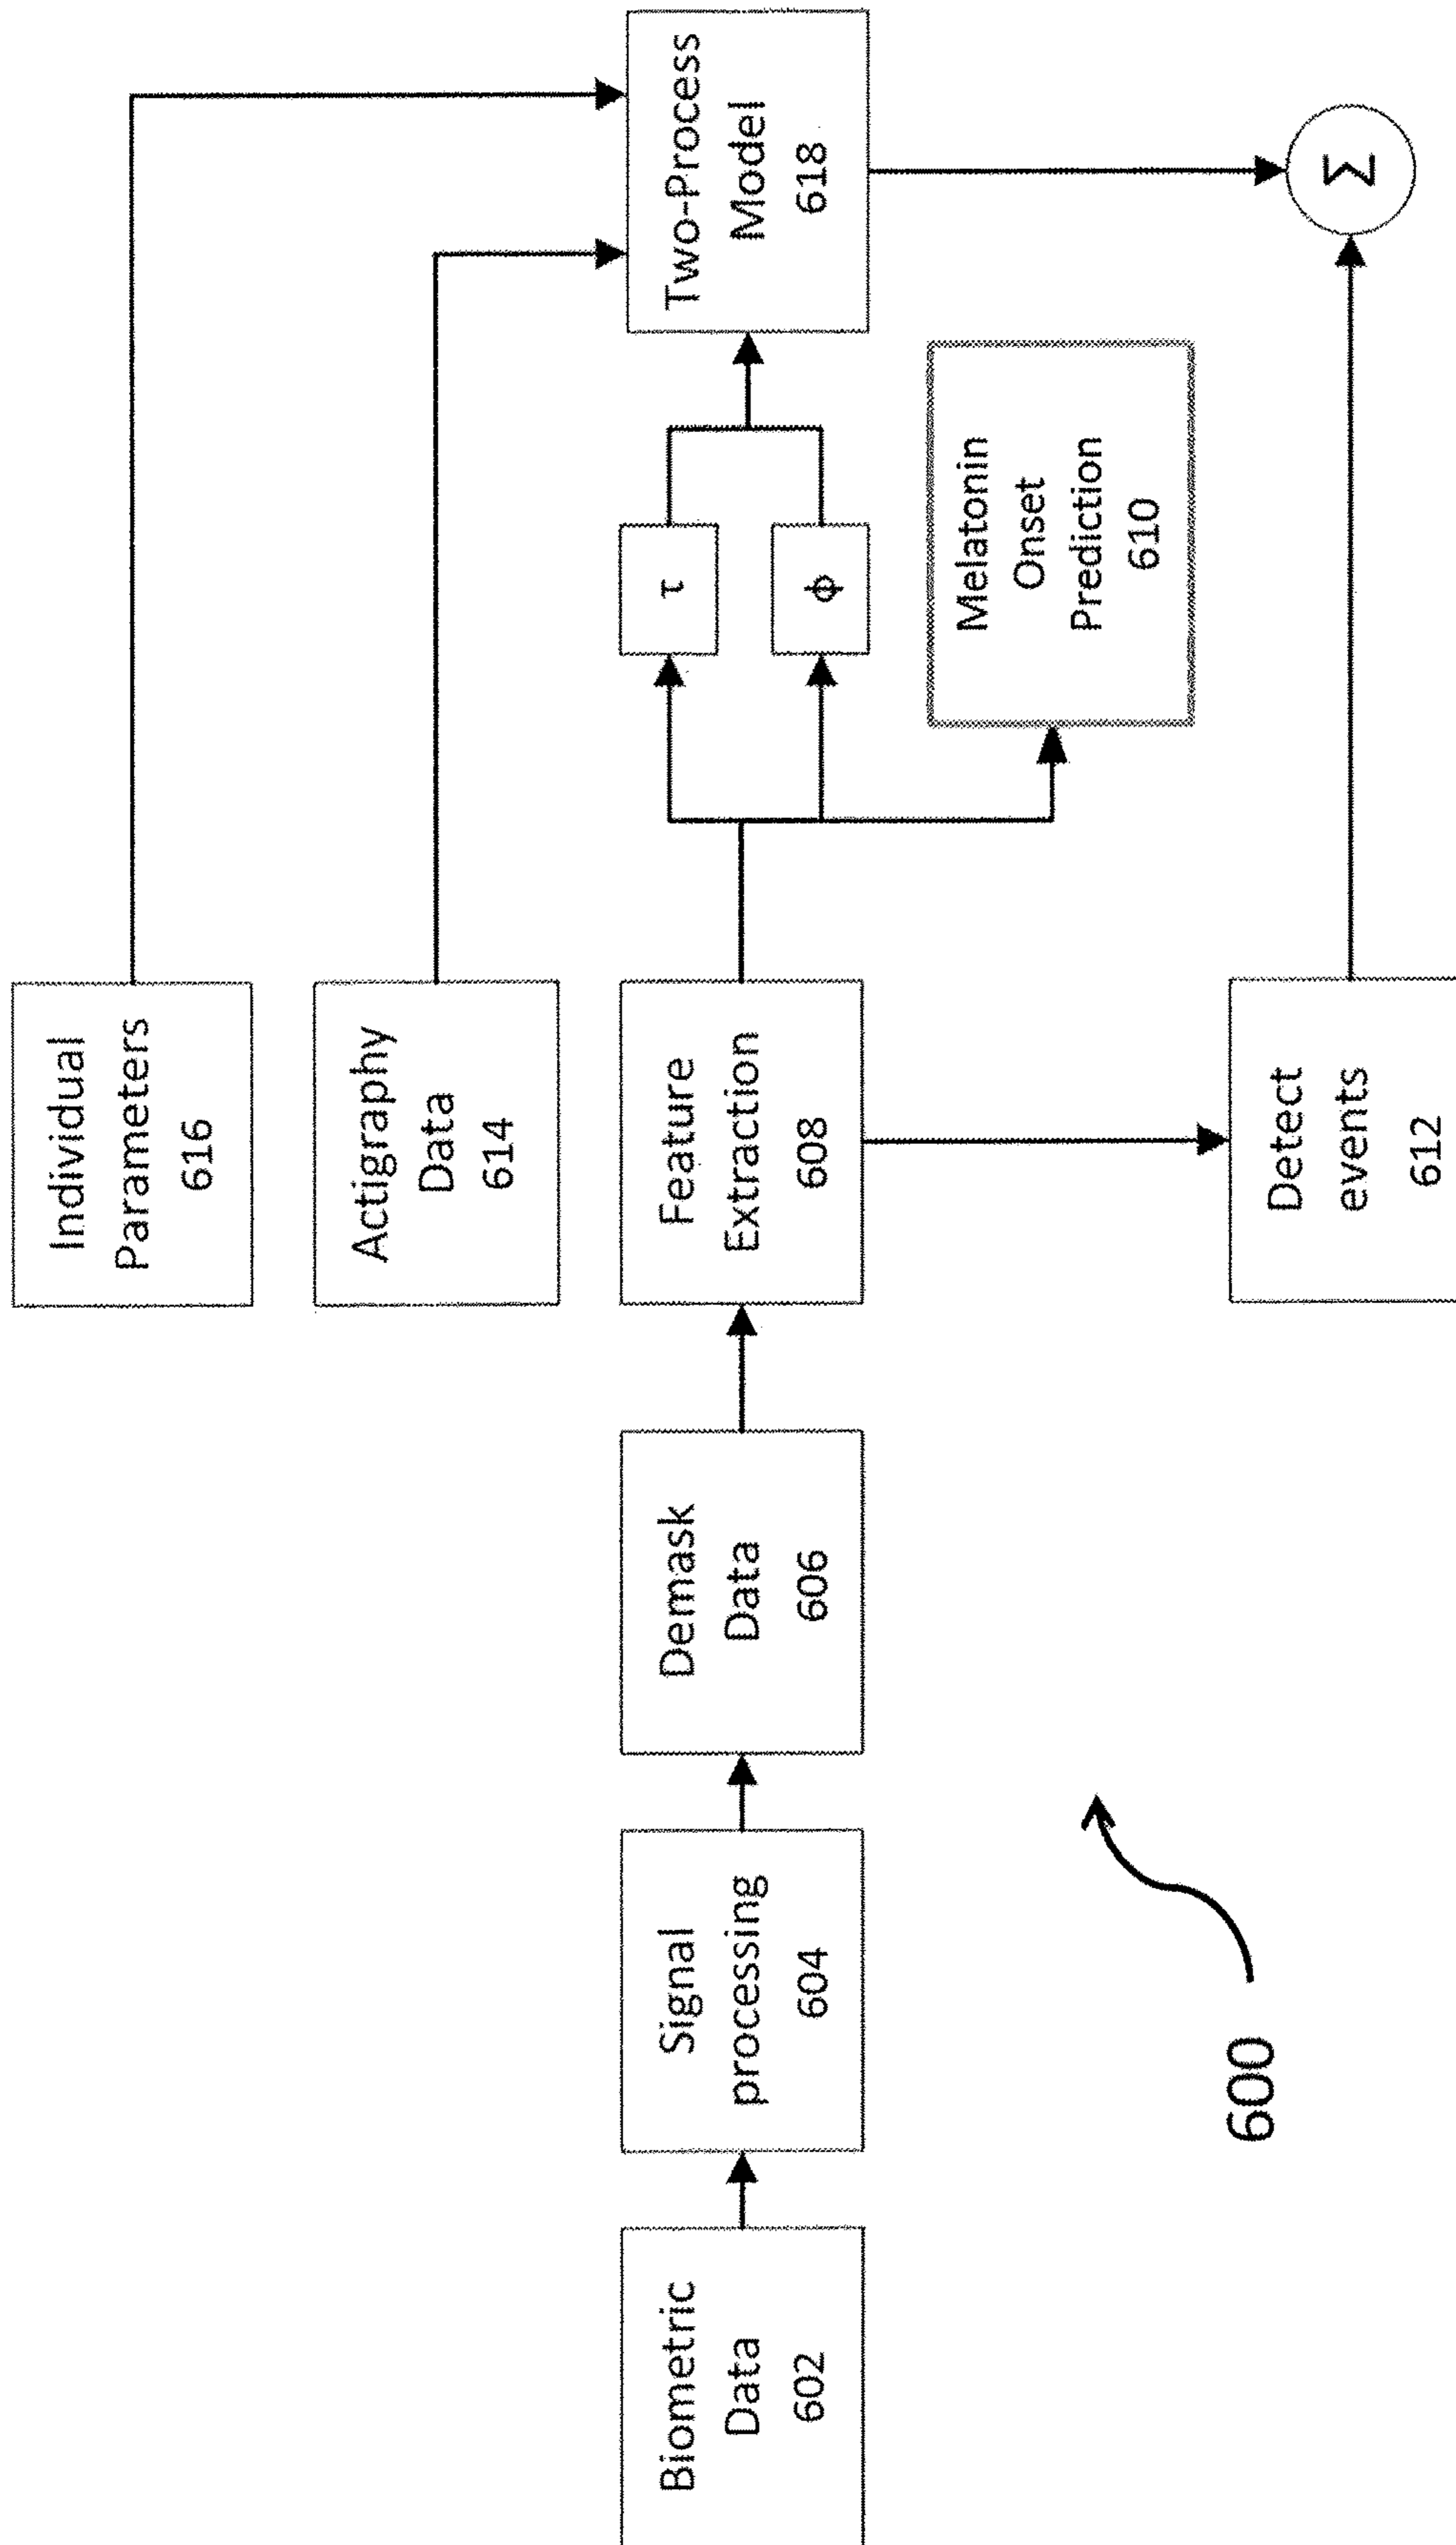 Individual
Parameters
616
Actigraphy
Data
614
Biometric
Data
602
Signal
processing
604
Demask
Data
606
Feature
Extraction
608
τ
ϕ
Two-Process
Model
618
Melatonin
Onset
Prediction
610
Detect
events
612
Σ
600